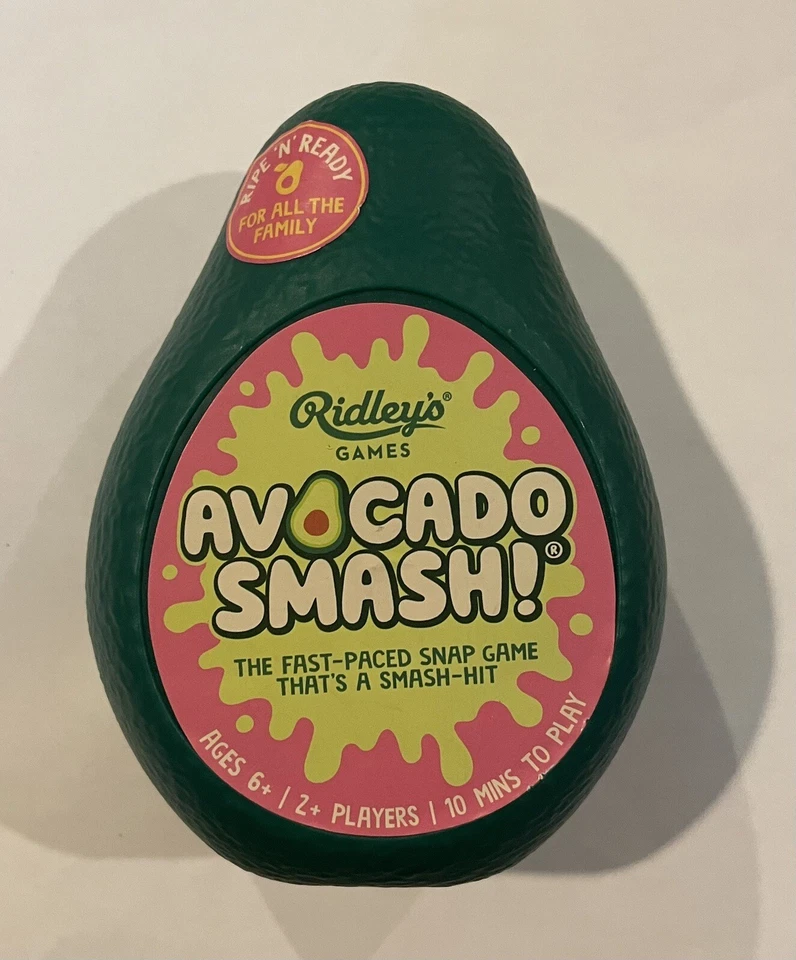 RIPE 'N' READY
FOR ALL THE
FAMILY
Ridley's®
GAMES
AVOCADO
SMASH!®
THE FAST-PACED SNAP GAME
THAT'S A SMASH-HIT
AGES 6+ | 2+ PLAYERS | 10 MINS TO PLAY